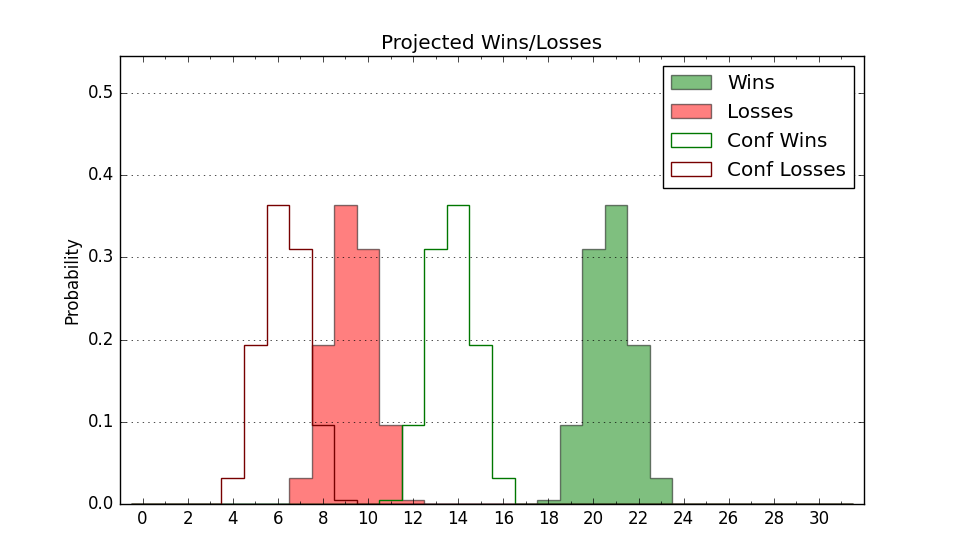 Projected Wins/Losses
Wins
Losses
Conf Wins
Conf Losses
Probability
0.5
0.4
0.3
0.2
0.1
0.0
0 2 4 6 8 10 12 14 16 18 20 22 24 26 28 30